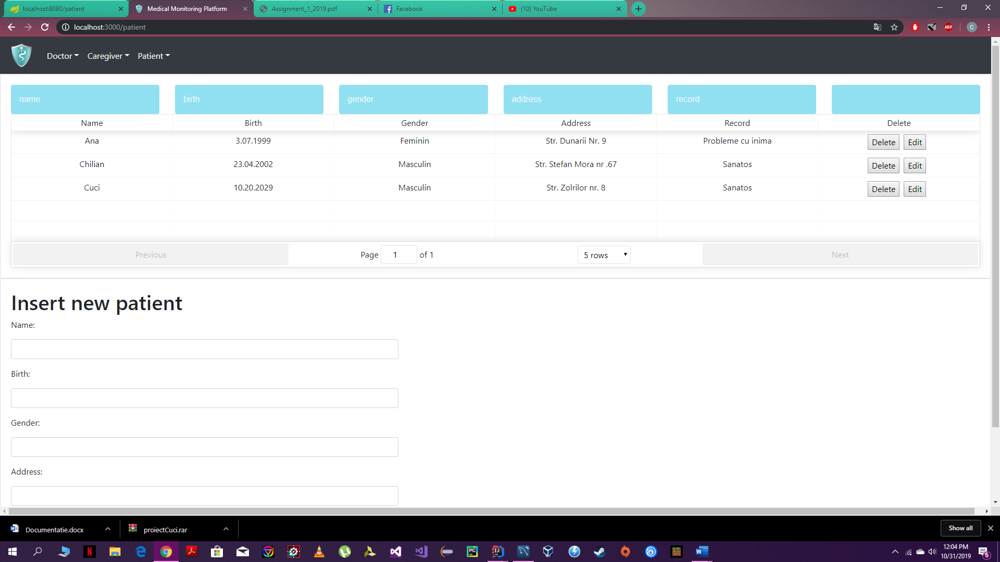 localhost:8080/patient
Medical Monitoring Platform
Assignment_1_2019.pdf
Facebook
(10) YouTube
localhost:3000/patient
ABP
C
Doctor Caregiver Patient
name birth gender address record
Name Birth Gender Address Record Delete
Ana 3.07.1999 Feminin Str. Dunarii Nr. 9 Probleme cu inima Delete Edit
Chilian 23.04.2002 Masculin Str. Stefan Mora nr .67 Sanatos Delete Edit
Cuci 10.20.2029 Masculin Str. Zolrilor nr. 8 Sanatos Delete Edit
Previous Page 1 of 1 5 rows Next
Insert new patient
Name:
Birth:
Gender:
Address:
Documentatie.docx
proiectCuci.rar
Show all
12:04 PM
10/31/2019
6